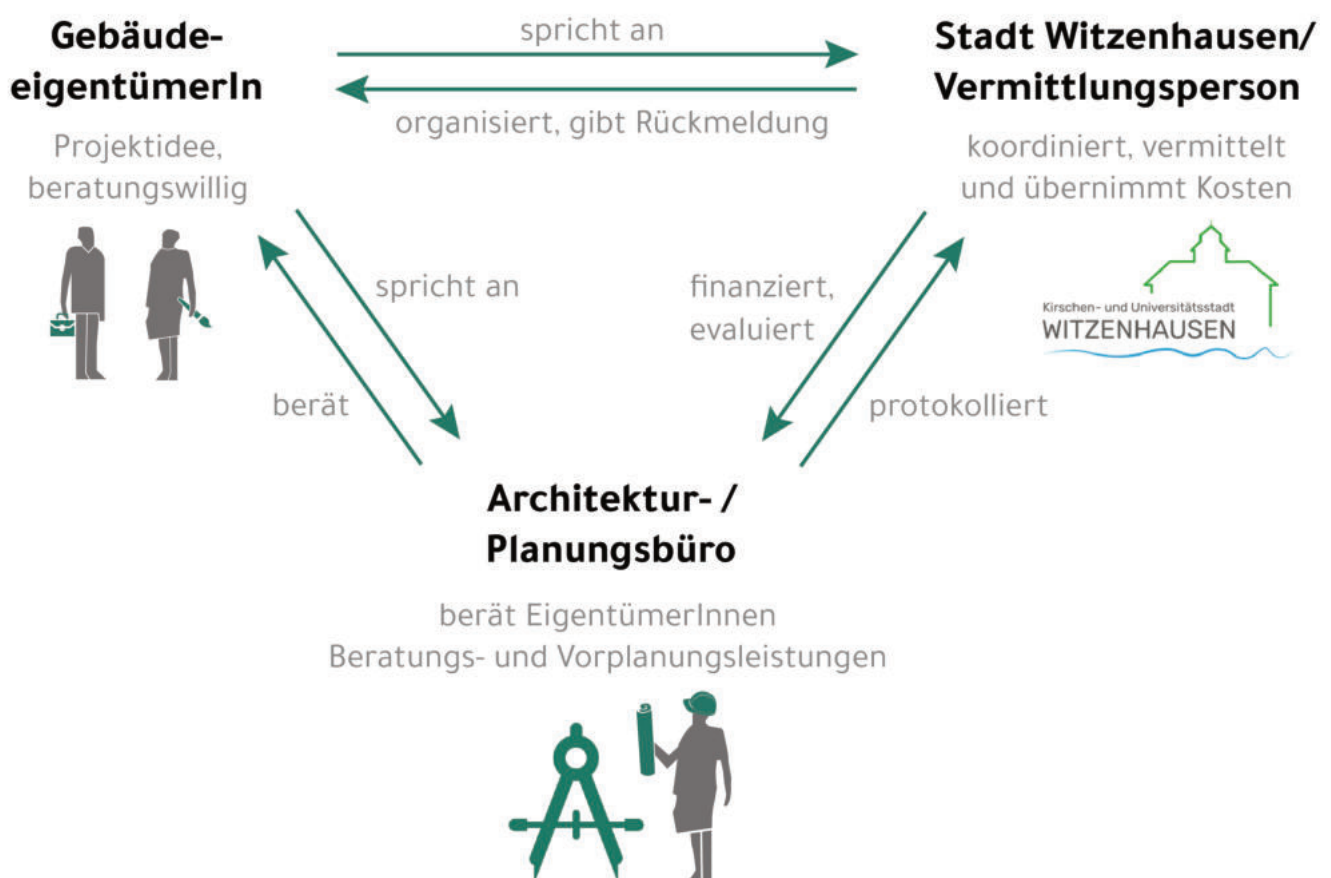 Gebäude-
eigentümerIn
Projektidee,
beratungswillig
spricht an
organisiert, gibt Rückmeldung
Stadt Witzenhausen/
Vermittlungsperson
koordiniert, vermittelt
und übernimmt Kosten
Kirschen- und Universitätsstadt
WITZENHAUSEN
spricht an
berät
finanziert,
evaluiert
protokolliert
Architektur- /
Planungsbüro
berät EigentümerInnen
Beratungs- und Vorplanungsleistungen